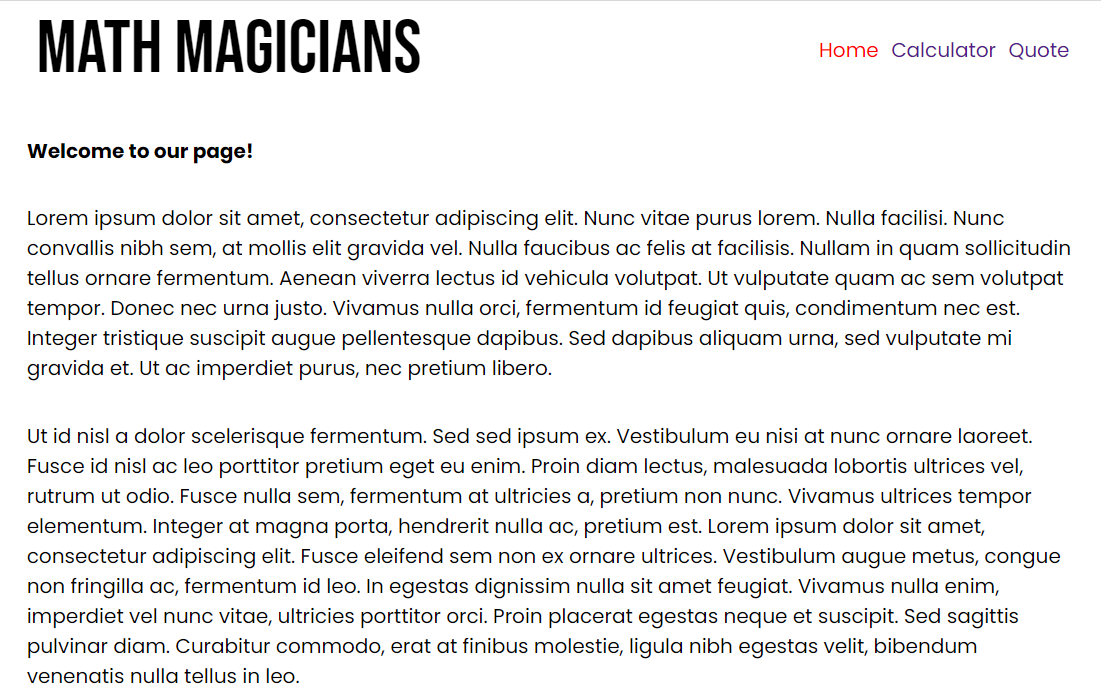 MATH MAGICIANS
Home Calculator Quote
Welcome to our page!
Lorem ipsum dolor sit amet, consectetur adipiscing elit. Nunc vitae purus lorem. Nulla facilisi. Nunc
convallis nibh sem, at mollis elit gravida vel. Nulla faucibus ac felis at facilisis. Nullam in quam sollicitudin
tellus ornare fermentum. Aenean viverra lectus id vehicula volutpat. Ut vulputate quam ac sem volutpat
tempor. Donec nec urna justo. Vivamus nulla orci, fermentum id feugiat quis, condimentum nec est.
Integer tristique suscipit augue pellentesque dapibus. Sed dapibus aliquam urna, sed vulputate mi
gravida et. Ut ac imperdiet purus, nec pretium libero.
Ut id nisl a dolor scelerisque fermentum. Sed sed ipsum ex. Vestibulum eu nisi at nunc ornare laoreet.
Fusce id nisl ac leo porttitor pretium eget eu enim. Proin diam lectus, malesuada lobortis ultrices vel,
rutrum ut odio. Fusce nulla sem, fermentum at ultricies a, pretium non nunc. Vivamus ultrices tempor
elementum. Integer at magna porta, hendrerit nulla ac, pretium est. Lorem ipsum dolor sit amet,
consectetur adipiscing elit. Fusce eleifend sem non ex ornare ultrices. Vestibulum augue metus, congue
non fringilla ac, fermentum id leo. In egestas dignissim nulla sit amet feugiat. Vivamus nulla enim,
imperdiet vel nunc vitae, ultricies porttitor orci. Proin placerat egestas neque et suscipit. Sed sagittis
pulvinar diam. Curabitur commodo, erat at finibus molestie, ligula nibh egestas velit, bibendum
venenatis nulla tellus in leo.